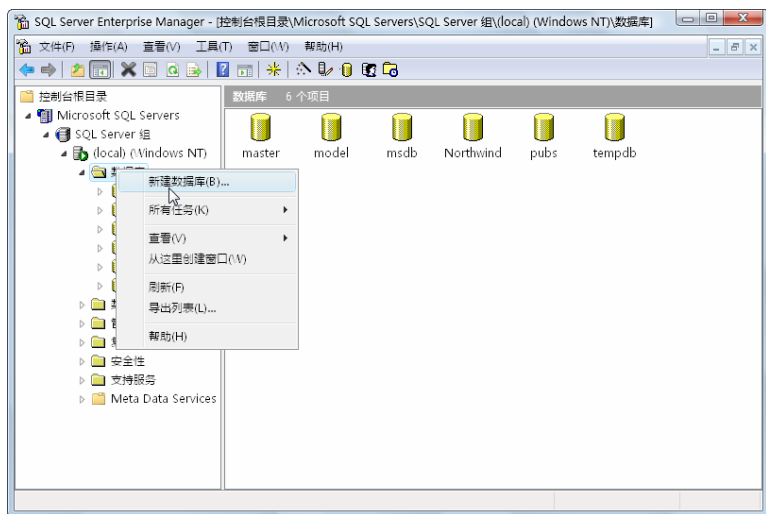 SQL Server Enterprise Manager - [控制台根目录\Microsoft SQL Servers\SQL Server 组\(local) (Windows NT)\数据库]
文件(F) 操作(A) 查看(V) 工具(T) 窗口(W) 帮助(H)
控制台根目录
数据库 6 个项目
Microsoft SQL Servers
SQL Server 组
(local) (Windows NT)
master model msdb Northwind pubs tempdb
新建数据库(B)...
所有任务(K)
查看(V)
从这里创建窗口(W)
刷新(F)
导出列表(L)...
帮助(H)
安全性
支持服务
Meta Data Services